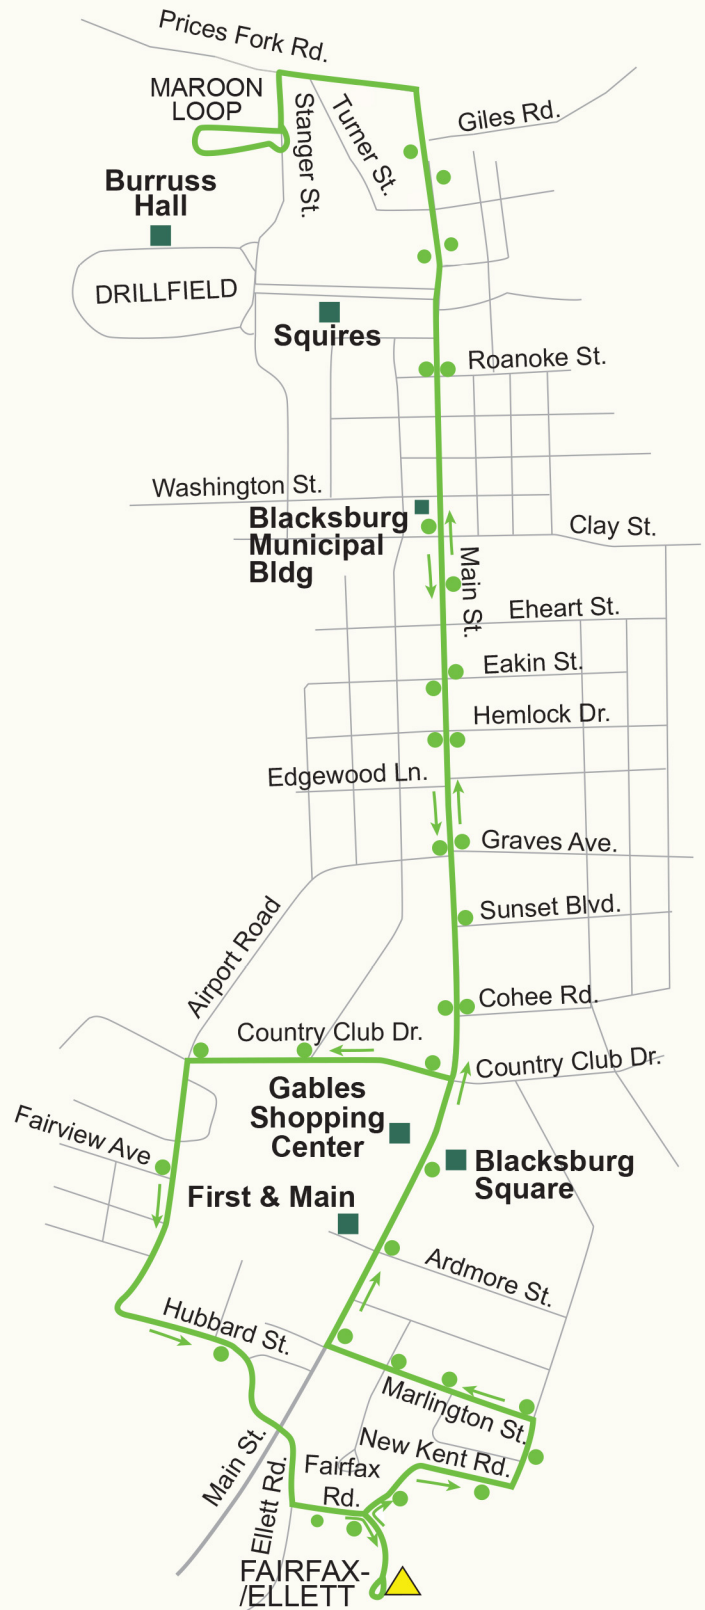 Prices Fork Rd.
MAROON
LOOP
Stanger St.
Turner St.
Giles Rd.
Burruss
Hall
DRILLFIELD
Squires
Roanoke St.
Washington St.
Blacksburg
Municipal
Bldg
Clay St.
Main St.
Eheart St.
Eakin St.
Hemlock Dr.
Edgewood Ln.
Graves Ave.
Sunset Blvd.
Airport Road
Cohee Rd.
Country Club Dr.
Country Club Dr.
Gables
Shopping
Center
Fairview Ave
Blacksburg
Square
First & Main
Ardmore St.
Hubbard St.
Marlington St.
Main St.
New Kent Rd.
Fairfax
Rd.
Ellett Rd.
FAIRFAX-
/ELLETT